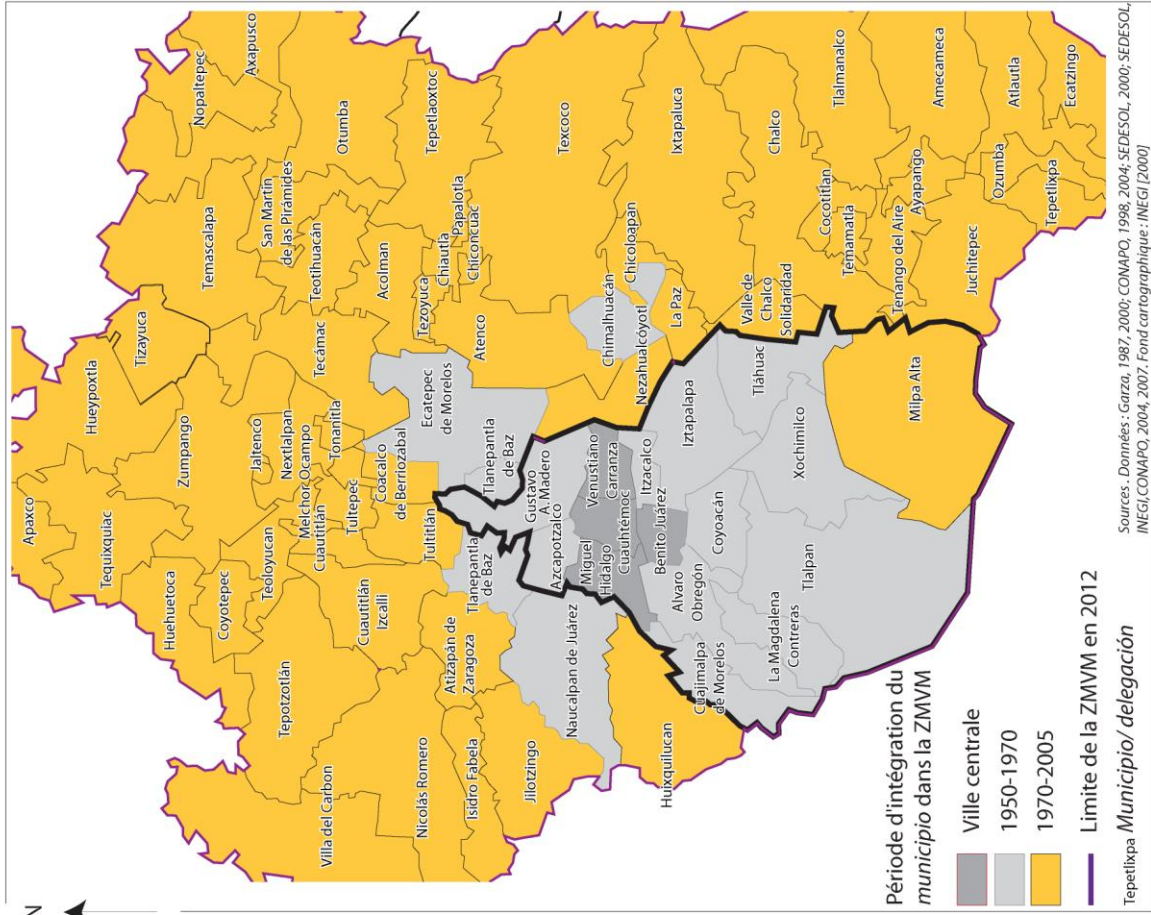 N
Apaxco
Tequixquiac
Hueypoxtla
Tizayuca
Zumpango
Huehuetoca
Coyotepec
Teoloyucan
Tepotzotlán
Villa del Carbon
Nicolás Romero
Isidro Fabela
Jilotzingo
Cuautitlán
Izcalli
Cuautitlán
Melchor Ocampo
Jaltenco
Nextlalpan
Tonanitla
Tultepec
Tultitlán
Coacalco
de Berriozabal
Tecámac
Temascalapa
Nopaltepec
Axapusco
San Martín
de las Pirámides
Otumba
Teotihuacán
Acolman
Tepetlaoxtoc
Tezoyuca
Chiautla
Papalotla
Chiconcuac
Atenco
Texcoco
Ecatepec
de Morelos
Tlanepantla
de Baz
Tlanepantla
de Baz
Atizapán de
Zaragoza
Naucalpan de Juárez
Huixquilucan
Gustavo
A. Madero
Azcapotzalco
Miguel
Hidalgo
Cuauhtémoc
Venustiano
Carranza
Benito Juárez
Itzacalco
Iztapalapa
Alvaro
Obregón
Coyoacán
Cuajimalpa
de Morelos
La Magdalena
Contreras
Tlalpan
Xochimilco
Tláhuac
Milpa Alta
Chimalhuacán
Chicoloapan
Nezahualcóyotl
La Paz
Ixtapaluca
Valle de
Chalco
Solidaridad
Chalco
Cocotitlan
Temamatla
Tlalmanalco
Tenango del Aire
Ayapango
Amecameca
Juchitepec
Ozumba
Atlautla
Tepetlixpa
Ecatzingo
Période d'intégration du
municipio dans la ZMVM
Ville centrale
1950-1970
1970-2005
Limite de la ZMVM en 2012
Tepetlixpa Municipio/ delegación
Sources : Données : Garza, 1987, 2000; CONAPO, 1998, 2004; SEDESOL, 2000; SEDESOL,
INEGI,CONAPO, 2004, 2007. Fond cartographique : INEGI [2000]